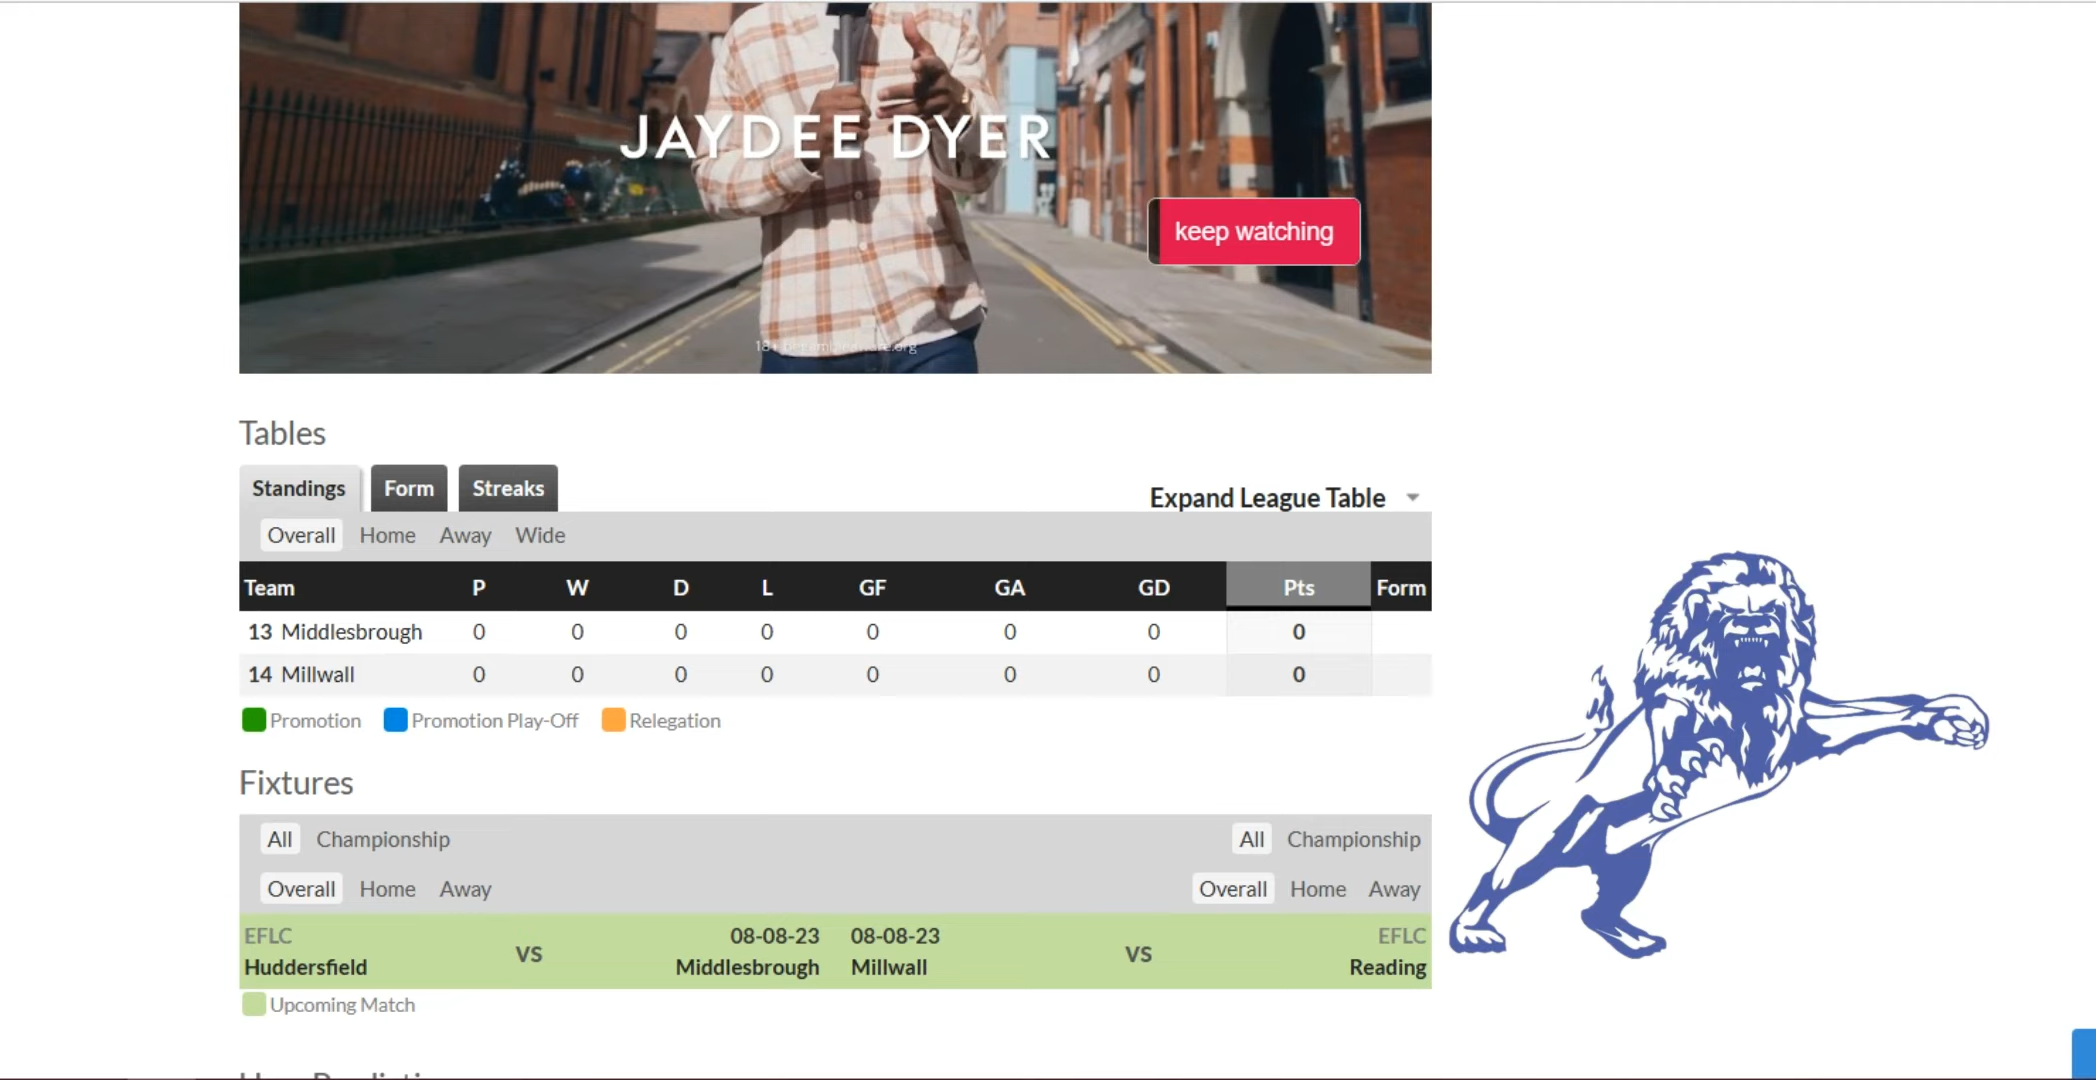 JAYDEE DYER
keep watching
18+ begambleaware.org
Tables
Standings Form Streaks
Expand League Table
Overall Home Away Wide
Team P W D L GF GA GD Pts Form
13 Middlesbrough 0 0 0 0 0 0 0 0
14 Millwall 0 0 0 0 0 0 0 0
Promotion Promotion Play-Off Relegation
Fixtures
All Championship All Championship
Overall Home Away Overall Home Away
EFLC 08-08-23 08-08-23 EFLC
VS VS
Huddersfield Middlesbrough Millwall Reading
Upcoming Match